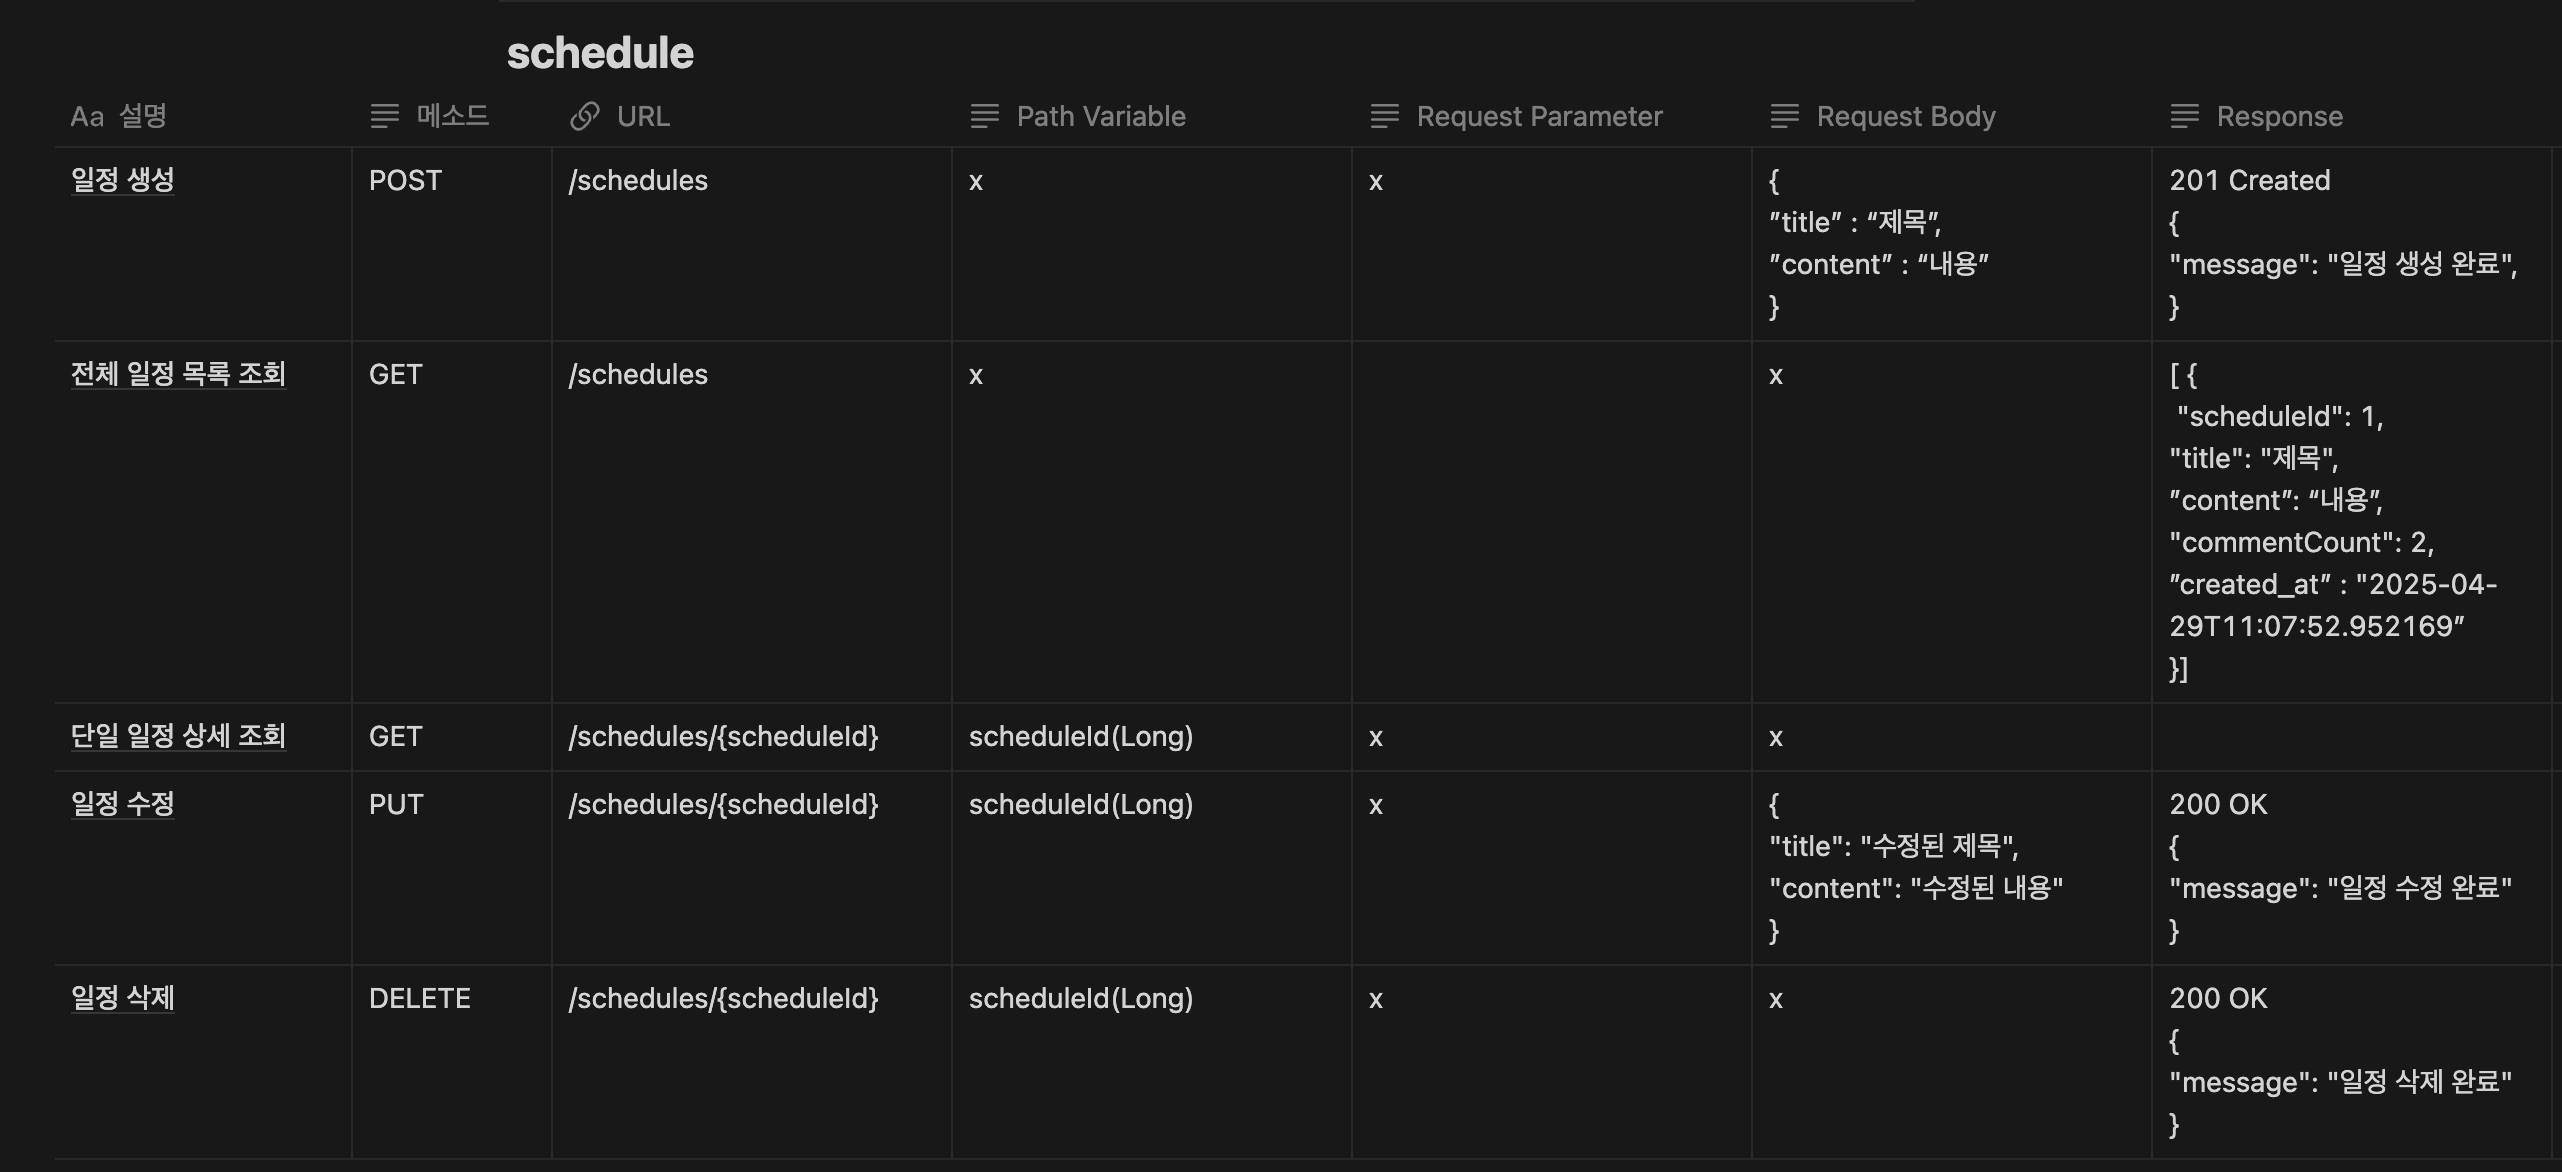 schedule
Aa 설명 메소드 URL Path Variable Request Parameter Request Body Response
일정 생성 POST /schedules x x { 201 Created
”title” : “제목”, {
”content” : “내용” "message": "일정 생성 완료",
} }
전체 일정 목록 조회 GET /schedules x x [ {
"scheduleId": 1,
"title": "제목",
”content”: “내용”,
"commentCount": 2,
”created_at” : "2025-04-
29T11:07:52.952169”
}]
단일 일정 상세 조회 GET /schedules/{scheduleId} scheduleId(Long) x x
일정 수정 PUT /schedules/{scheduleId} scheduleId(Long) x { 200 OK
"title": "수정된 제목", {
"content": "수정된 내용" "message": "일정 수정 완료"
} }
일정 삭제 DELETE /schedules/{scheduleId} scheduleId(Long) x x 200 OK
{
"message": "일정 삭제 완료"
}